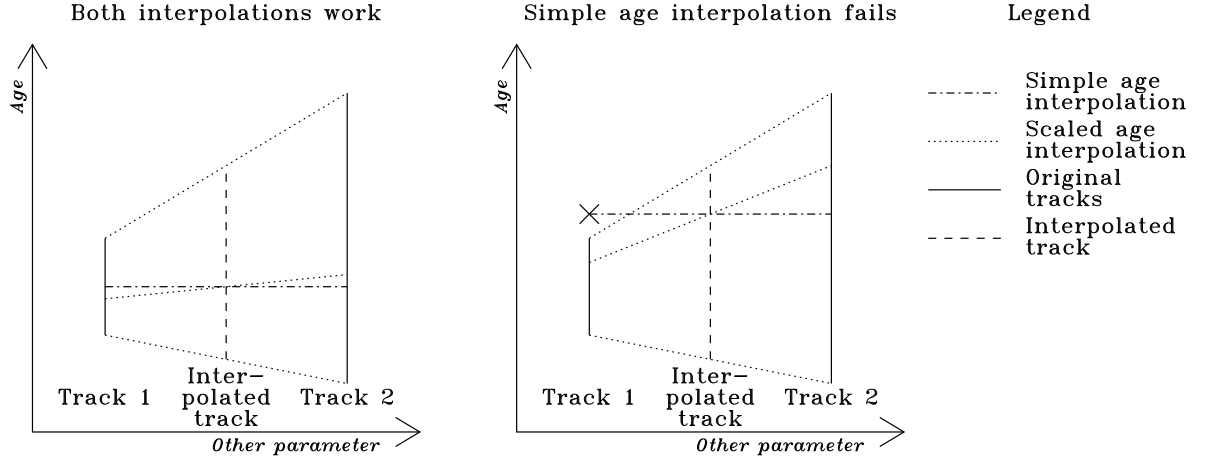 Both interpolations work
Simple age interpolation fails
Legend
Age
Track 1
Inter-
polated
track
Track 2
Other parameter
Age
Track 1
Inter-
polated
track
Track 2
Other parameter
Simple age
interpolation
Scaled age
interpolation
Original
tracks
Interpolated
track